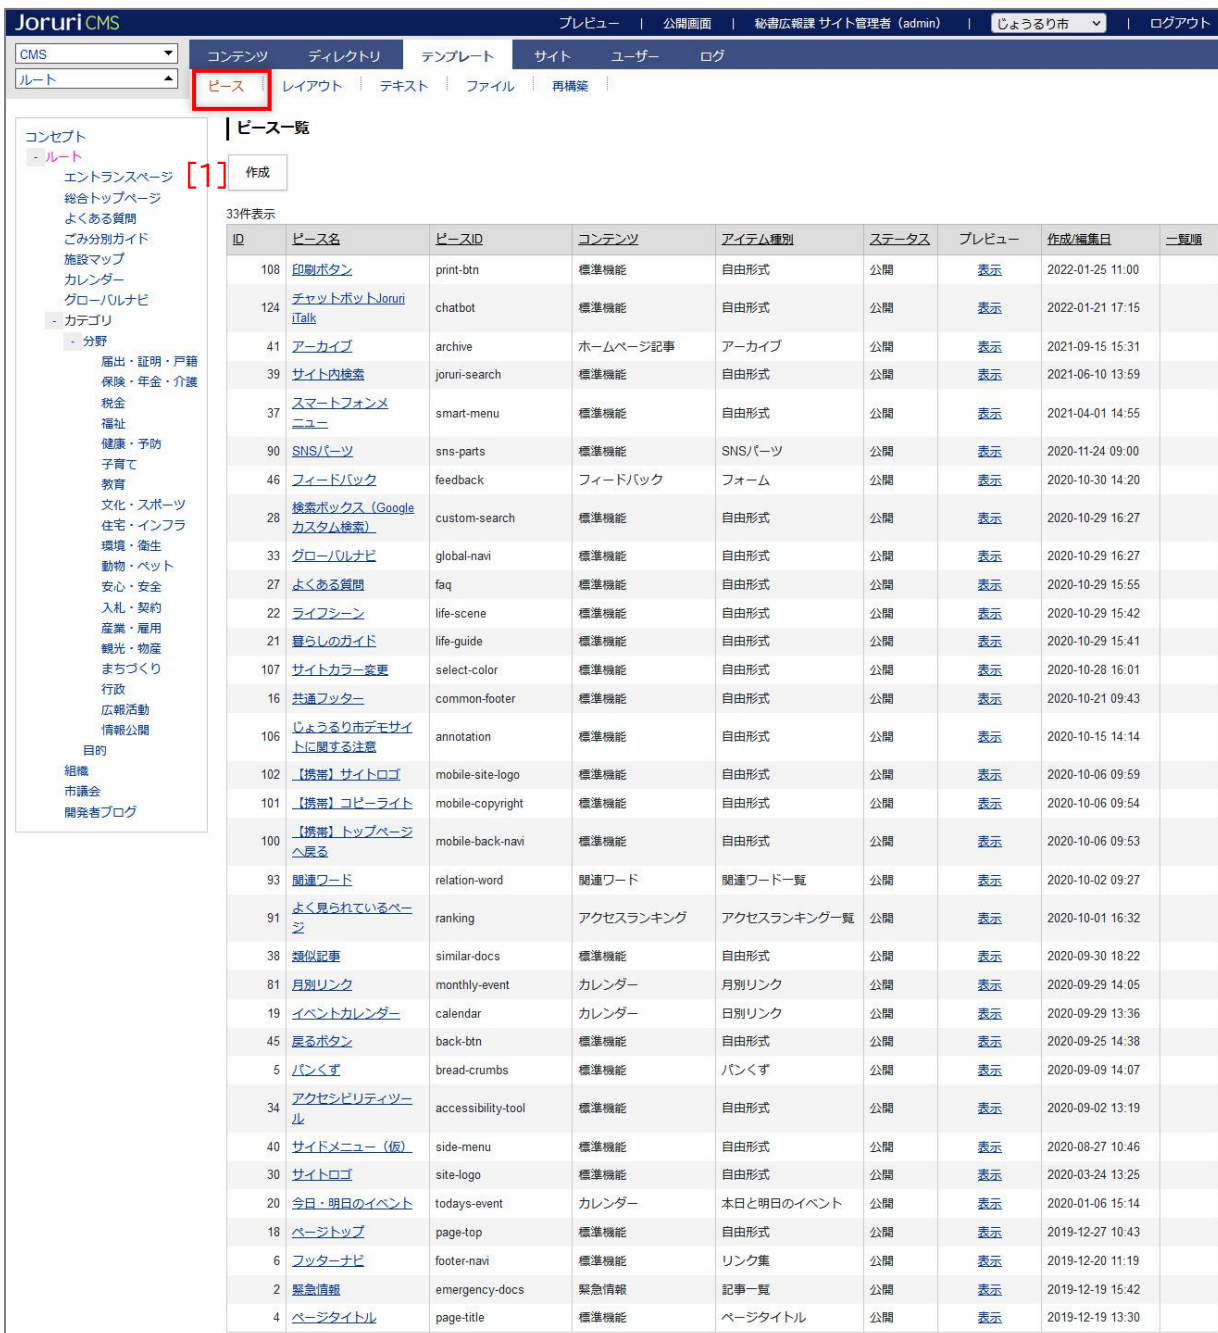 Joruri CMS プレビュー | 公開画面 | 秘書広報課 サイト管理者（admin） | じょうるり市 | ログアウト
CMS コンテンツ ディレクトリ テンプレート サイト ユーザー ログ
ルート ピース レイアウト テキスト ファイル 再構築
コンセプト
- ルート
エントランスページ
総合トップページ
よくある質問
ごみ分別ガイド
施設マップ
カレンダー
グローバルナビ
- カテゴリ
- 分野
届出・証明・戸籍
保険・年金・介護
税金
福祉
健康・予防
子育て
教育
文化・スポーツ
住宅・インフラ
環境・衛生
動物・ペット
安心・安全
入札・契約
産業・雇用
観光・物産
まちづくり
行政
広報活動
情報公開
目的
組織
市議会
開発者ブログ
ピース一覧
[1] 作成
33件表示
ID ピース名 ピースID コンテンツ アイテム種別 ステータス プレビュー 作成/編集日 一覧順
108 印刷ボタン print-btn 標準機能 自由形式 公開 表示 2022-01-25 11:00
124 チャットボットJoruri
iTalk chatbot 標準機能 自由形式 公開 表示 2022-01-21 17:15
41 アーカイブ archive ホームページ記事 アーカイブ 公開 表示 2021-09-15 15:31
39 サイト内検索 joruri-search 標準機能 自由形式 公開 表示 2021-06-10 13:59
37 スマートフォンメ
ニュー smart-menu 標準機能 自由形式 公開 表示 2021-04-01 14:55
90 SNSパーツ sns-parts 標準機能 SNSパーツ 公開 表示 2020-11-24 09:00
46 フィードバック feedback フィードバック フォーム 公開 表示 2020-10-30 14:20
28 検索ボックス（Google
カスタム検索） custom-search 標準機能 自由形式 公開 表示 2020-10-29 16:27
33 グローバルナビ global-navi 標準機能 自由形式 公開 表示 2020-10-29 16:27
27 よくある質問 faq 標準機能 自由形式 公開 表示 2020-10-29 15:55
22 ライフシーン life-scene 標準機能 自由形式 公開 表示 2020-10-29 15:42
21 暮らしのガイド life-guide 標準機能 自由形式 公開 表示 2020-10-29 15:41
107 サイトカラー変更 select-color 標準機能 自由形式 公開 表示 2020-10-28 16:01
16 共通フッター common-footer 標準機能 自由形式 公開 表示 2020-10-21 09:43
106 じょうるり市デモサイ
トに関する注意 annotation 標準機能 自由形式 公開 表示 2020-10-15 14:14
102 【携帯】サイトロゴ mobile-site-logo 標準機能 自由形式 公開 表示 2020-10-06 09:59
101 【携帯】コピーライト mobile-copyright 標準機能 自由形式 公開 表示 2020-10-06 09:54
100 【携帯】トップページ
へ戻る mobile-back-navi 標準機能 自由形式 公開 表示 2020-10-06 09:53
93 関連ワード relation-word 関連ワード 関連ワード一覧 公開 表示 2020-10-02 09:27
91 よく見られているペー
ジ ranking アクセスランキング アクセスランキング一覧 公開 表示 2020-10-01 16:32
38 類似記事 similar-docs 標準機能 自由形式 公開 表示 2020-09-30 18:22
81 月別リンク monthly-event カレンダー 月別リンク 公開 表示 2020-09-29 14:05
19 イベントカレンダー calendar カレンダー 日別リンク 公開 表示 2020-09-29 13:36
45 戻るボタン back-btn 標準機能 自由形式 公開 表示 2020-09-25 14:38
5 パンくず bread-crumbs 標準機能 パンくず 公開 表示 2020-09-09 14:07
34 アクセシビリティツー
ル accessibility-tool 標準機能 自由形式 公開 表示 2020-09-02 13:19
40 サイドメニュー（仮） side-menu 標準機能 自由形式 公開 表示 2020-08-27 10:46
30 サイトロゴ site-logo 標準機能 自由形式 公開 表示 2020-03-24 13:25
20 今日・明日のイベント todays-event カレンダー 本日と明日のイベント 公開 表示 2020-01-06 15:14
18 ページトップ page-top 標準機能 自由形式 公開 表示 2019-12-27 10:43
6 フッターナビ footer-navi 標準機能 リンク集 公開 表示 2019-12-20 11:19
2 緊急情報 emergency-docs 緊急情報 記事一覧 公開 表示 2019-12-19 15:42
4 ページタイトル page-title 標準機能 ページタイトル 公開 表示 2019-12-19 13:30